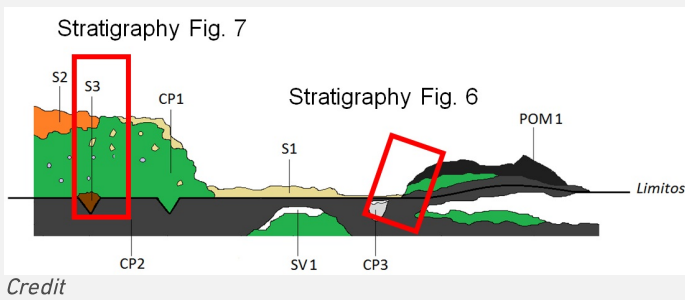 Stratigraphy Fig. 7
S2
S3
CP1
Stratigraphy Fig. 6
POM 1
S1
Limitos
CP2
SV 1
CP3
Credit